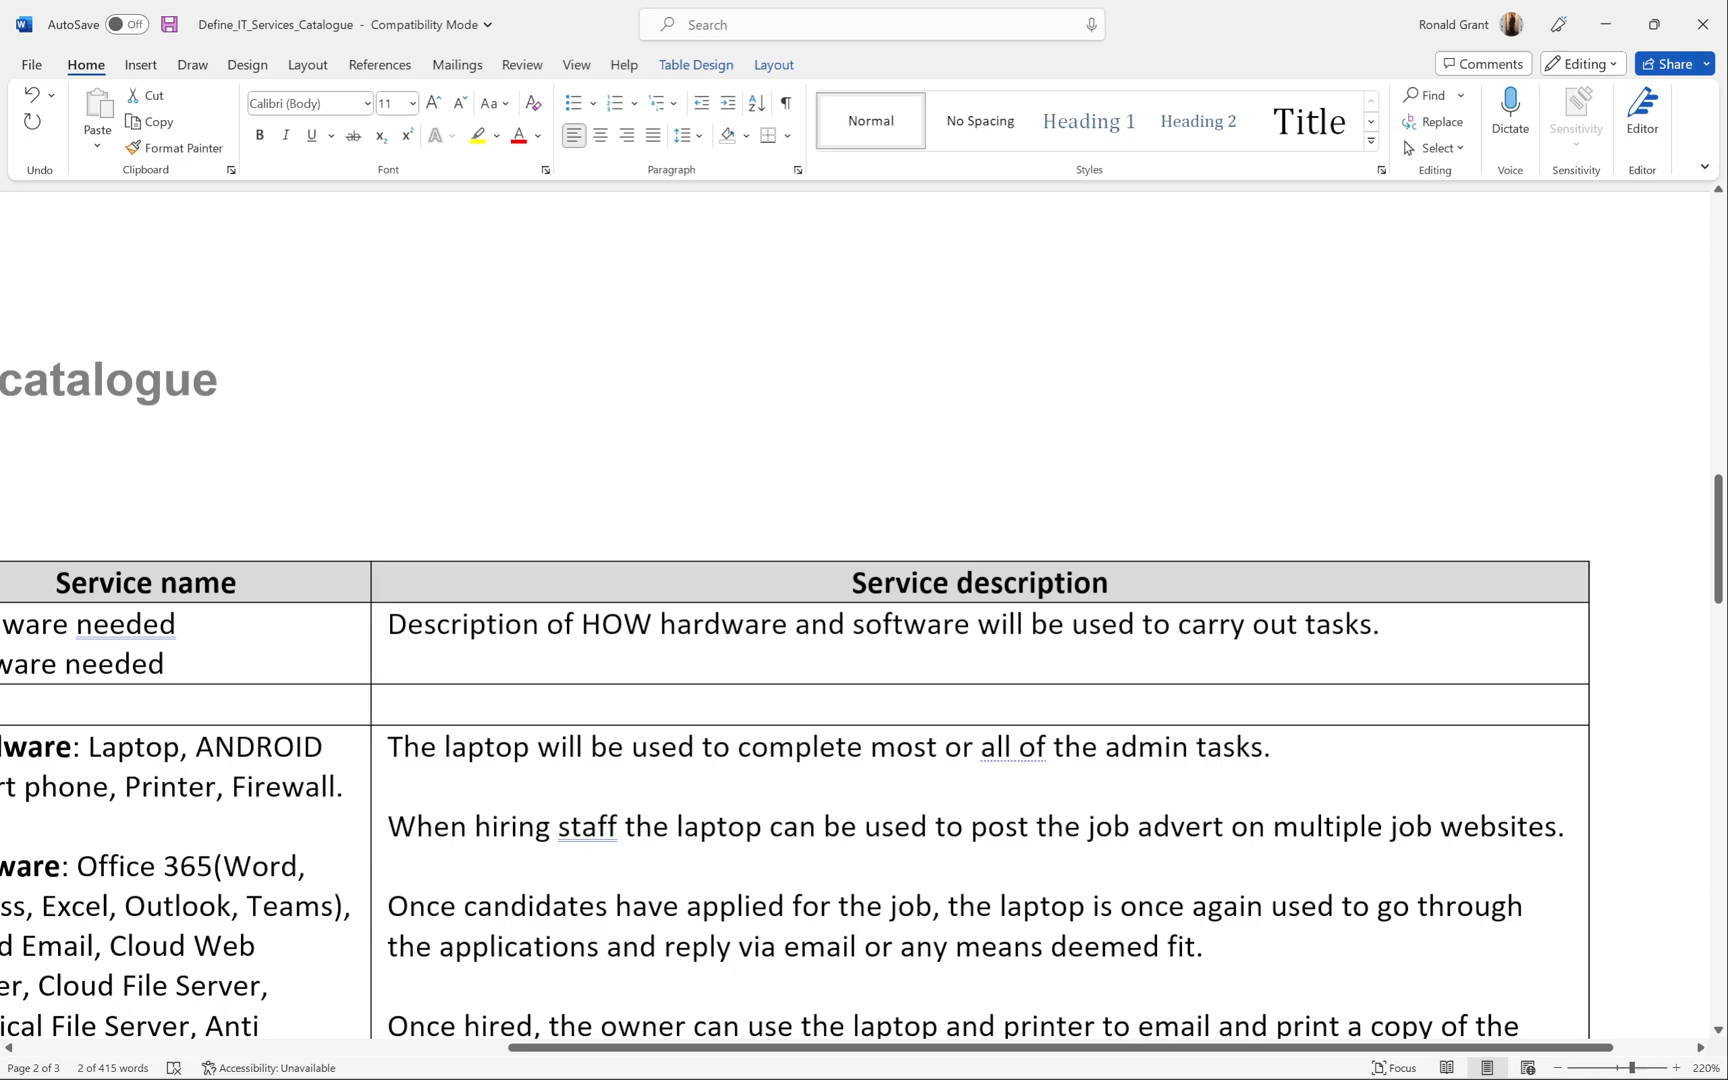 AutoSave Off Define_IT_Services_Catalogue - Compatibility Mode Search Ronald Grant
File Home Insert Draw Design Layout References Mailings Review View Help Table Design Layout Comments Editing Share
Calibri (Body) 11 Aa
Cut
Copy
Format Painter
Paste
Normal No Spacing Heading 1 Heading 2 Title
Find
Replace
Select
Dictate Sensitivity Editor
Undo Clipboard Font Paragraph Styles Editing Voice Sensitivity Editor
catalogue
Service name Service description
ware needed Description of HOW hardware and software will be used to carry out tasks.
ware needed
ware: Laptop, ANDROID The laptop will be used to complete most or all of the admin tasks.
rt phone, Printer, Firewall.
When hiring staff the laptop can be used to post the job advert on multiple job websites.
ware: Office 365(Word,
ss, Excel, Outlook, Teams), Once candidates have applied for the job, the laptop is once again used to go through
d Email, Cloud Web the applications and reply via email or any means deemed fit.
er, Cloud File Server,
ical File Server, Anti Once hired, the owner can use the laptop and printer to email and print a copy of the
Page 2 of 3 2 of 415 words Accessibility: Unavailable Focus 220%